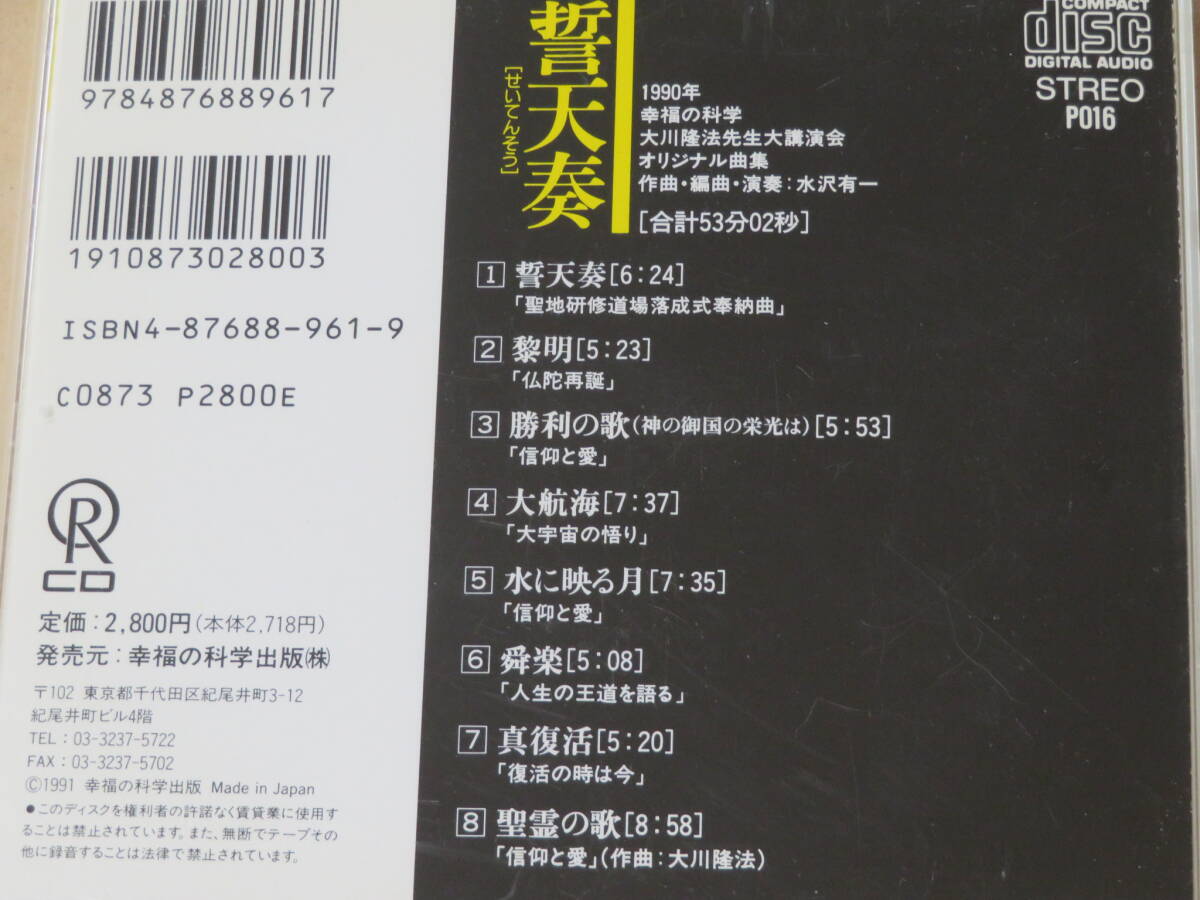 9784876889617
1910873028003
ISBN4-87688-961-9
C0873 P2800E
R
CD
定価：2,800円(本体2,718円)
発売元：幸福の科学出版㈱
〒102 東京都千代田区紀尾井町3-12
紀尾井町ビル4階
TEL：03-3237-5722
FAX：03-3237-5702
©1991 幸福の科学出版 Made in Japan
●このディスクを権利者の許諾なく賃貸業に使用す
ることは禁止されています。また、無断でテープその
他に録音することは法律で禁止されています。
誓天奏
［せいてんそう］
1990年
幸福の科学
大川隆法先生大講演会
オリジナル曲集
作曲・編曲・演奏：水沢有一
［合計53分02秒］
COMPACT
disc
DIGITAL AUDIO
STREO
P016
1 誓天奏[6:24]
「聖地研修道場落成式奉納曲」
2 黎明[5:23]
「仏陀再誕」
3 勝利の歌(神の御国の栄光は)[5:53]
「信仰と愛」
4 大航海[7:37]
「大宇宙の悟り」
5 水に映る月[7:35]
「信仰と愛」
6 舜楽[5:08]
「人生の王道を語る」
7 真復活[5:20]
「復活の時は今」
8 聖霊の歌[8:58]
「信仰と愛」(作曲：大川隆法)